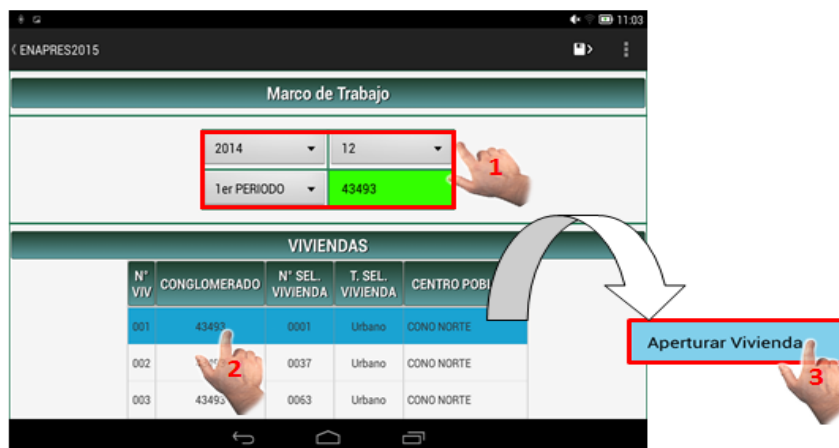 11:03
ENAPRES2015
Marco de Trabajo
2014 12
1
1er PERIODO 43493
VIVIENDAS
N° VIV CONGLOMERADO N° SEL. VIVIENDA T. SEL. VIVIENDA CENTRO POBL
001 43493 0001 Urbano CONO NORTE
Aperturar Vivienda
2
3
002 0037 Urbano CONO NORTE
003 43493 0063 Urbano CONO NORTE